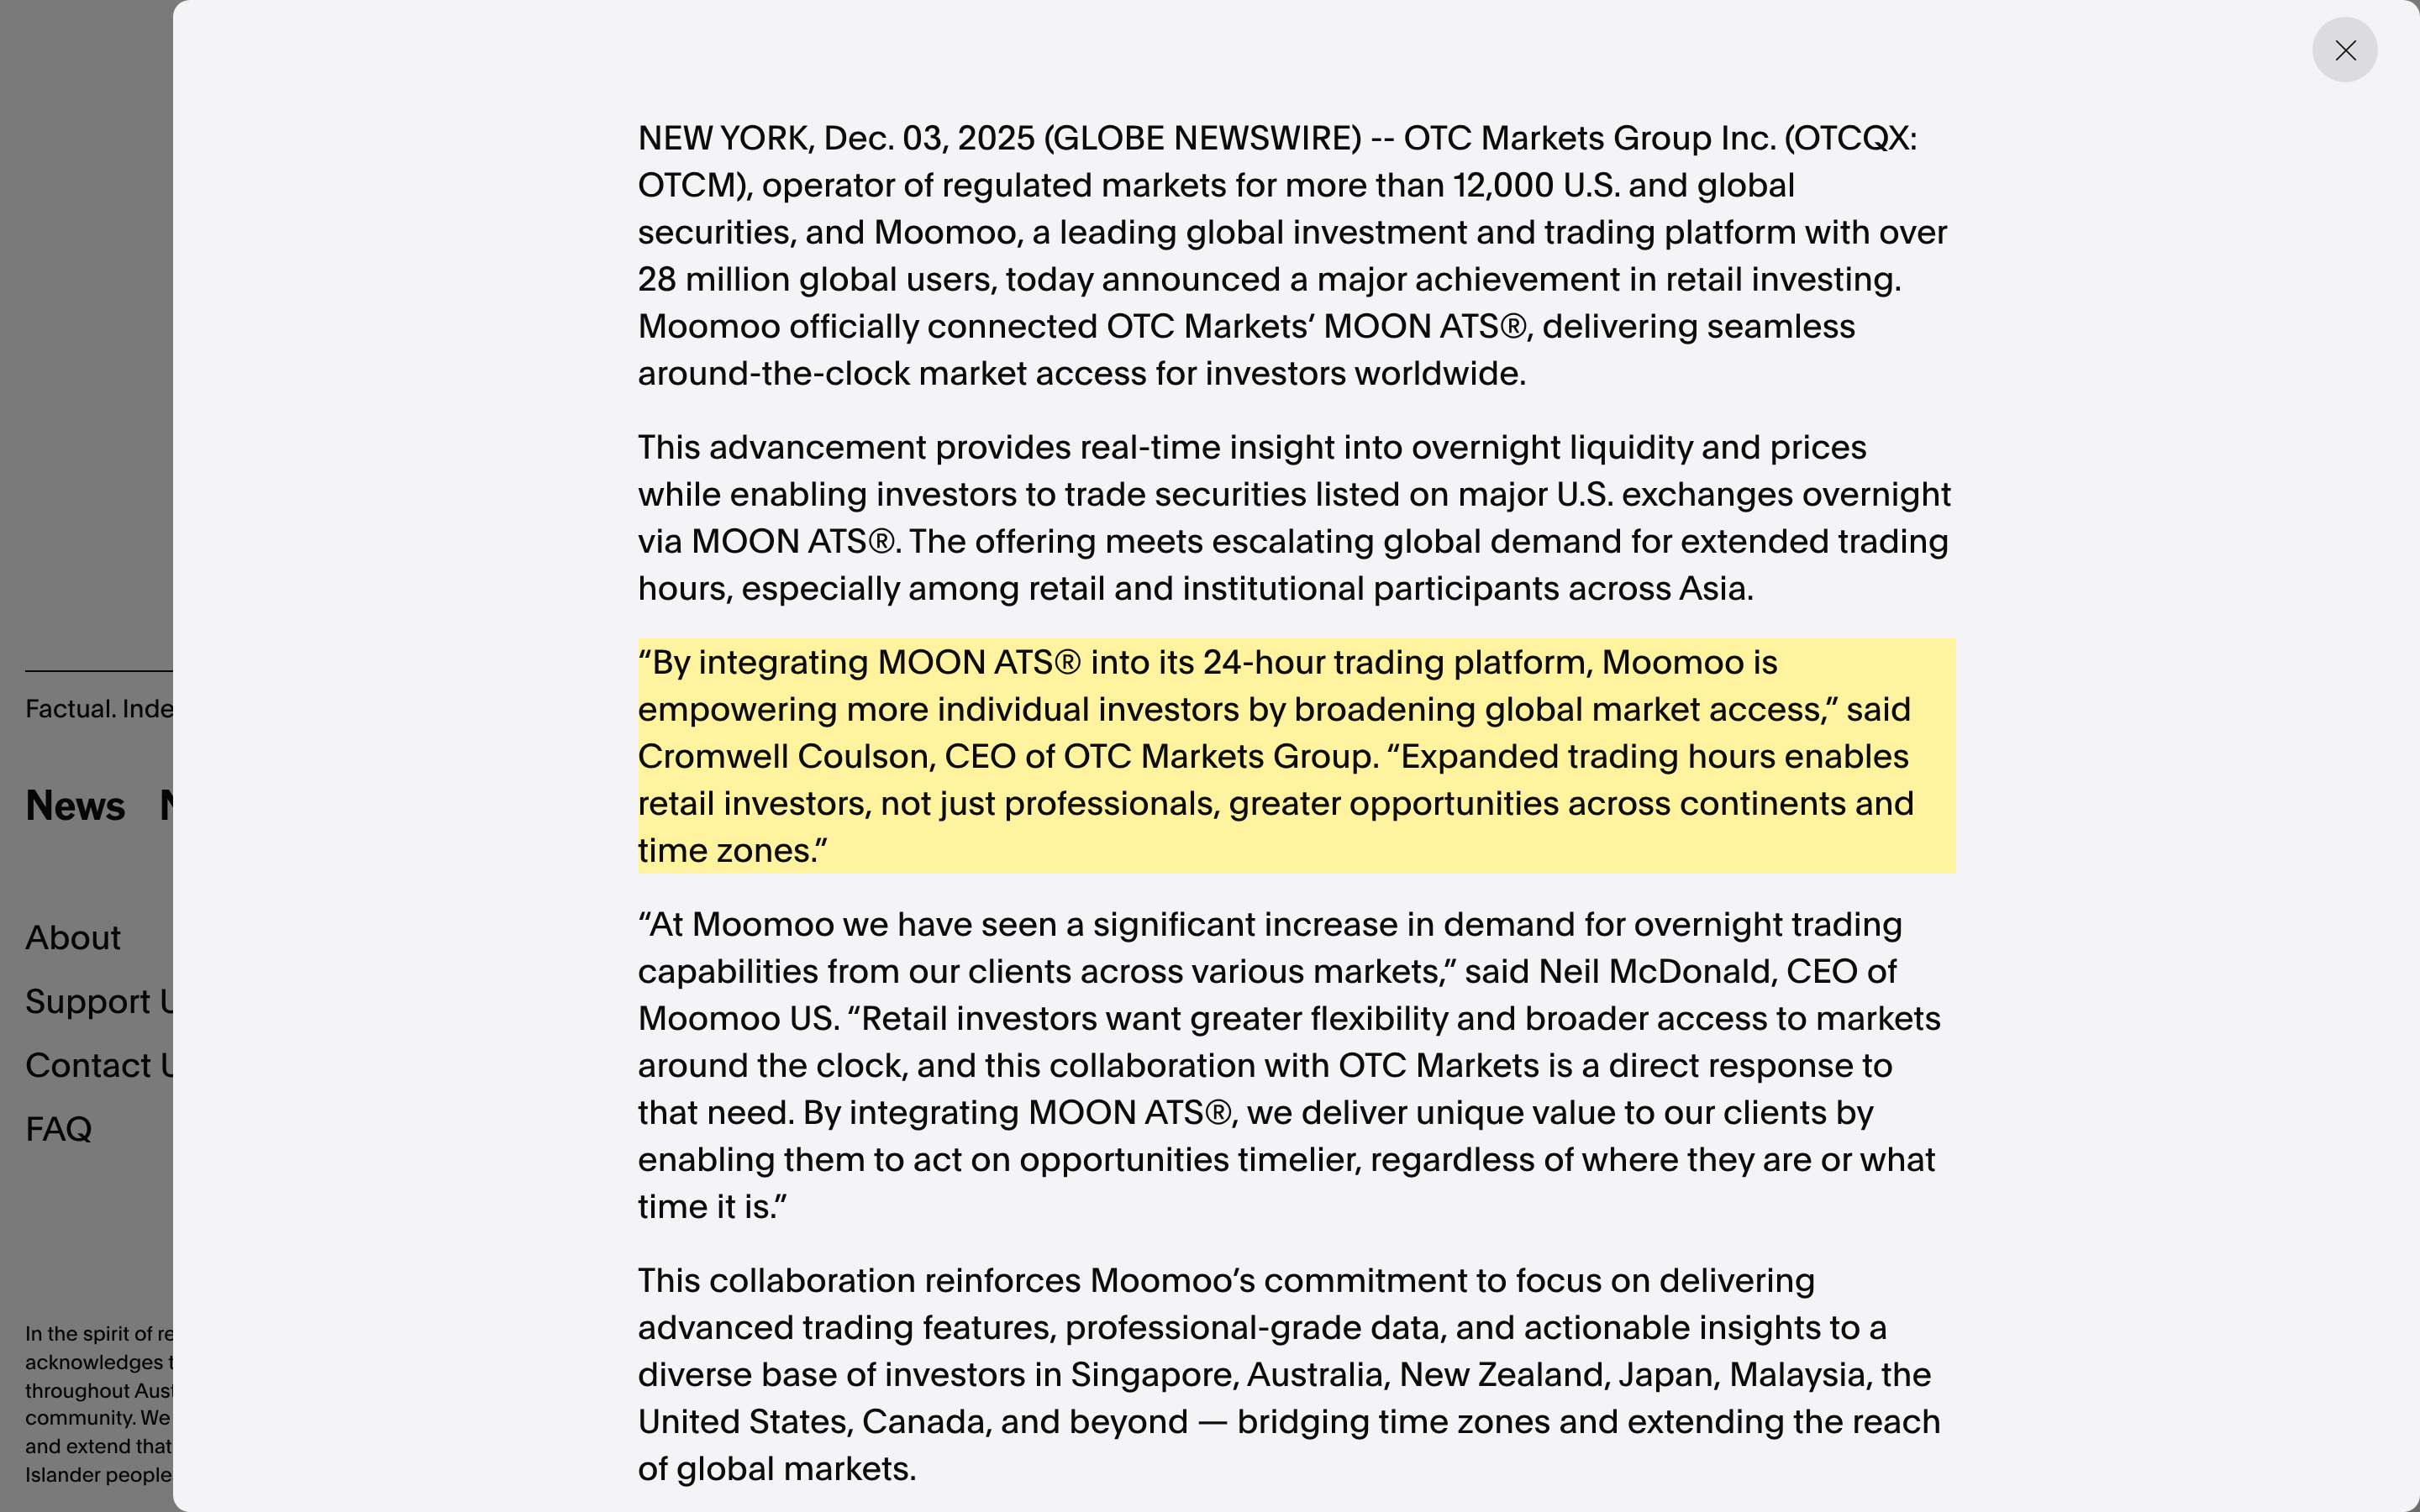 NEW YORK, Dec. 03, 2025 (GLOBE NEWSWIRE) -- OTC Markets Group Inc. (OTCQX:
OTCM), operator of regulated markets for more than 12,000 U.S. and global
securities, and Moomoo, a leading global investment and trading platform with over
28 million global users, today announced a major achievement in retail investing.
Moomoo officially connected OTC Markets’ MOON ATS®, delivering seamless
around-the-clock market access for investors worldwide.
This advancement provides real-time insight into overnight liquidity and prices
while enabling investors to trade securities listed on major U.S. exchanges overnight
via MOON ATS®. The offering meets escalating global demand for extended trading
hours, especially among retail and institutional participants across Asia.
“By integrating MOON ATS® into its 24-hour trading platform, Moomoo is
empowering more individual investors by broadening global market access,” said
Cromwell Coulson, CEO of OTC Markets Group. “Expanded trading hours enables
retail investors, not just professionals, greater opportunities across continents and
time zones.”
“At Moomoo we have seen a significant increase in demand for overnight trading
capabilities from our clients across various markets,” said Neil McDonald, CEO of
Moomoo US. “Retail investors want greater flexibility and broader access to markets
around the clock, and this collaboration with OTC Markets is a direct response to
that need. By integrating MOON ATS®, we deliver unique value to our clients by
enabling them to act on opportunities timelier, regardless of where they are or what
time it is.”
This collaboration reinforces Moomoo’s commitment to focus on delivering
advanced trading features, professional-grade data, and actionable insights to a
diverse base of investors in Singapore, Australia, New Zealand, Japan, Malaysia, the
United States, Canada, and beyond — bridging time zones and extending the reach
of global markets.
Factual. Inde
News
About
Support U
Contact U
FAQ
In the spirit of re
acknowledges t
throughout Aust
community. We
and extend that
Islander people